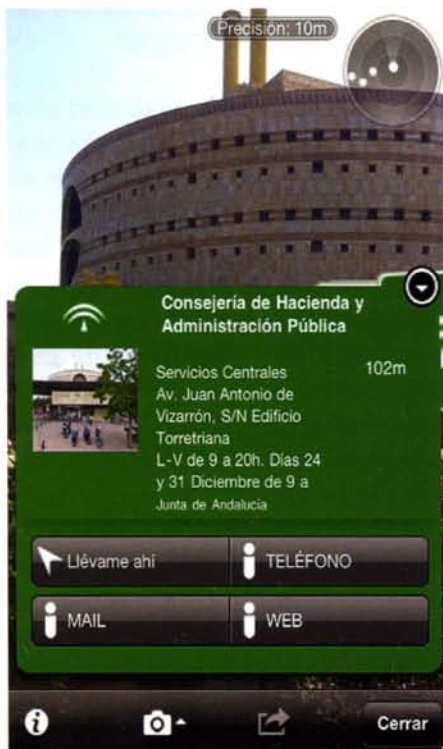 Precisión: 10m
Consejería de Hacienda y
Administración Pública
102m
Servicios Centrales
Av. Juan Antonio de
Vizarrón, S/N Edificio
Torretriana
L-V de 9 a 20h. Días 24
y 31 Diciembre de 9 a
Junta de Andalucía
Llévame ahí
TELÉFONO
MAIL
WEB
Cerrar